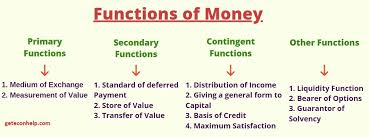 Functions of Money
Primary
Functions
1. Medium of Exchange
2. Measurement of Value
Secondary
Functions
1. Standard of deferred
Payment
2. Store of Value
3. Transfer of Value
Contingent
Functions
1. Distribution of Income
2. Giving a general form to
Capital
3. Basis of Credit
4. Maximum Satisfaction
Other Functions
1. Liquidity Function
2. Bearer of Options
3. Guarantor of
Solvency
geteconhelp.com